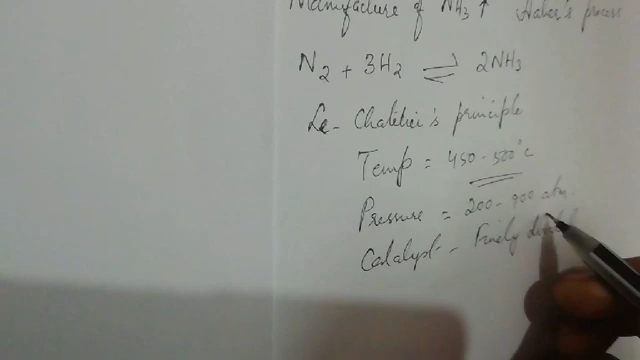 Manufacture of NH3 ↑ Haber's process
N2 + 3H2 ⇌ 2NH3
Le-Chatelier's principle
Temp = 450-500°C
Pressure = 200-900 atm.
Catalyst - Finely